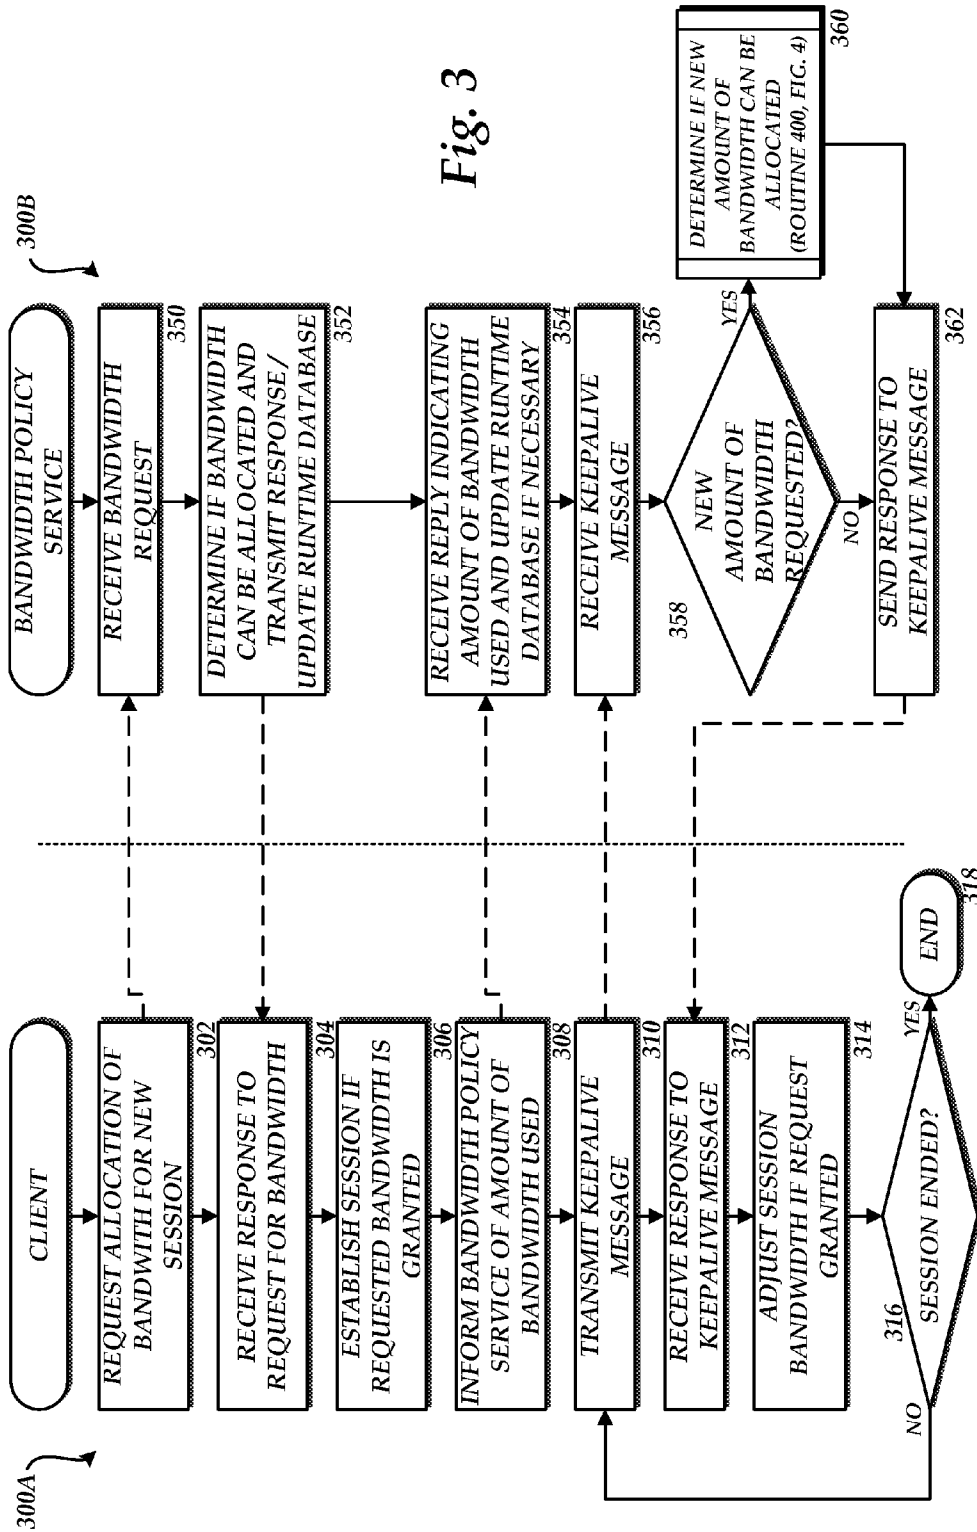 300A
CLIENT
REQUEST ALLOCATION OF
BANDWITH FOR NEW
SESSION
302
RECEIVE RESPONSE TO
REQUEST FOR BANDWIDTH
304
ESTABLISH SESSION IF
REQUESTED BANDWIDTH IS
GRANTED
306
INFORM BANDWIDTH POLICY
SERVICE OF AMOUNT OF
BANDWIDTH USED
308
TRANSMIT KEEPALIVE
MESSAGE
310
RECEIVE RESPONSE TO
KEEPALIVE MESSAGE
312
ADJUST SESSION
BANDWIDTH IF REQUEST
GRANTED
314
316
SESSION ENDED?
NO
YES
END
318
300B
BANDWIDTH POLICY
SERVICE
RECEIVE BANDWIDTH
REQUEST
350
DETERMINE IF BANDWIDTH
CAN BE ALLOCATED AND
TRANSMIT RESPONSE/
UPDATE RUNTIME DATABASE
352
RECEIVE REPLY INDICATING
AMOUNT OF BANDWIDTH
USED AND UPDATE RUNTIME
DATABASE IF NECESSARY
354
RECEIVE KEEPALIVE
MESSAGE
356
358
NEW
AMOUNT OF
BANDWIDTH
REQUESTED?
YES
NO
DETERMINE IF NEW
AMOUNT OF
BANDWIDTH CAN BE
ALLOCATED
(ROUTINE 400, FIG. 4)
360
SEND RESPONSE TO
KEEPALIVE MESSAGE
362
Fig. 3